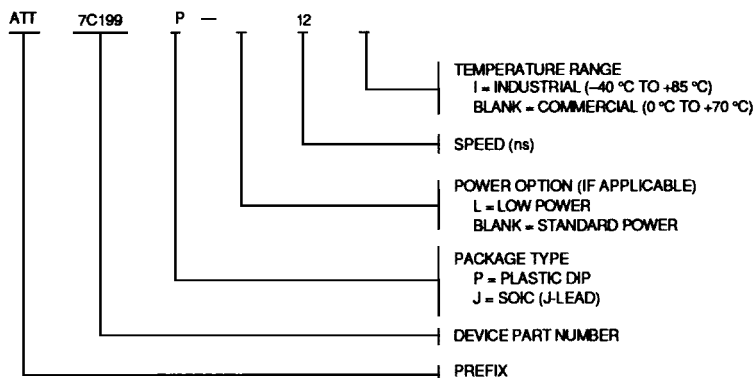 ATT 7C199 P — 12
TEMPERATURE RANGE
I = INDUSTRIAL (–40 °C TO +85 °C)
BLANK = COMMERCIAL (0 °C TO +70 °C)
SPEED (ns)
POWER OPTION (IF APPLICABLE)
L = LOW POWER
BLANK = STANDARD POWER
PACKAGE TYPE
P = PLASTIC DIP
J = SOIC (J-LEAD)
DEVICE PART NUMBER
PREFIX